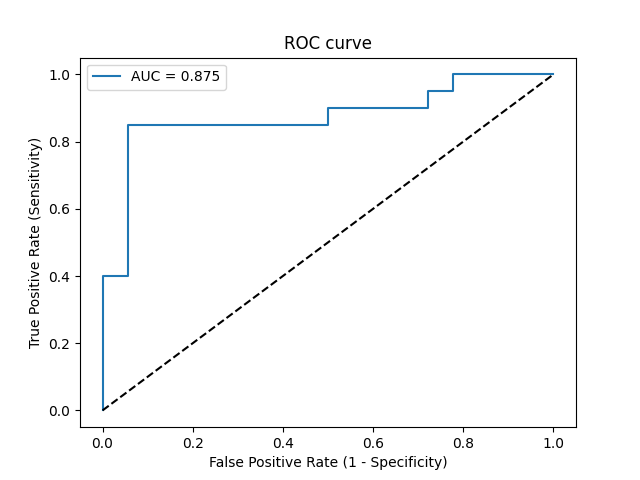 ROC curve
AUC = 0.875
True Positive Rate (Sensitivity)
1.0
0.8
0.6
0.4
0.2
0.0
0.0 0.2 0.4 0.6 0.8 1.0
False Positive Rate (1 - Specificity)